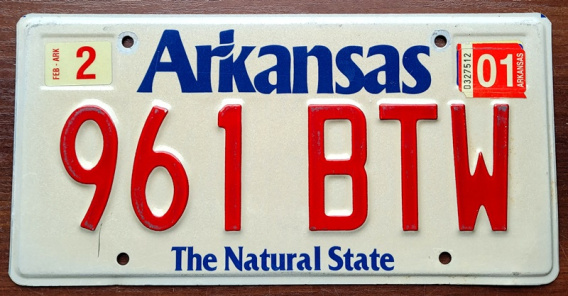 FEB - ARK
2
Arkansas
0327512
01
ARKANSAS
961 BTW
The Natural State